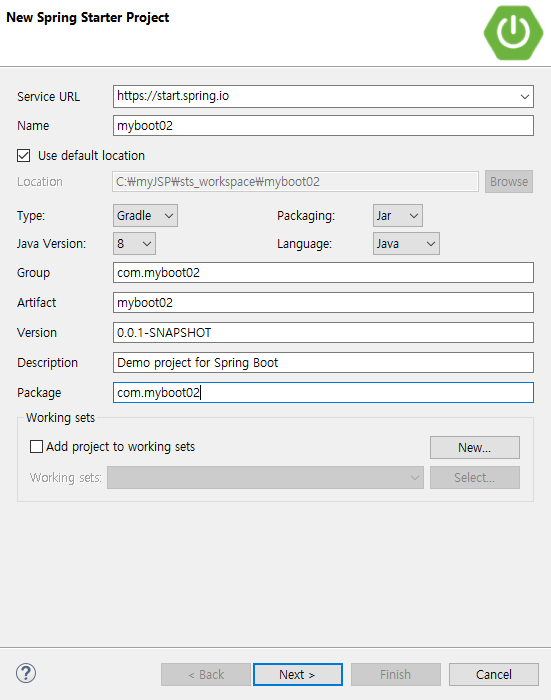 New Spring Starter Project
Service URL https://start.spring.io
Name myboot02
Use default location
Location C:₩myJSP₩sts_workspace₩myboot02 Browse
Type: Gradle Packaging: Jar
Java Version: 8 Language: Java
Group com.myboot02
Artifact myboot02
Version 0.0.1-SNAPSHOT
Description Demo project for Spring Boot
Package com.myboot02
Working sets
Add project to working sets New...
Working sets: Select...
? < Back Next > Finish Cancel